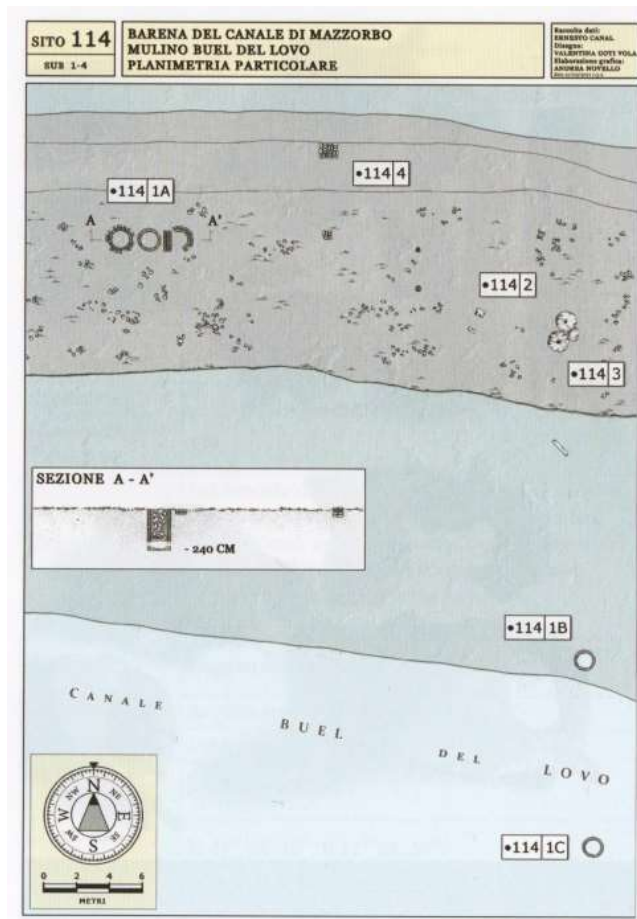 SITO 114
SUB 1-4
BARENA DEL CANALE DI MAZZORBO
MULINO BUEL DEL LOVO
PLANIMETRIA PARTICOLARE
Raccolta dati:
ERNESTO CANAL
Disegno:
VALENTINA GOTI VOLA
Elaborazione grafica:
ANDREA NOVELLO
•114 4
•114 1A
A A'
•114 2
•114 3
SEZIONE A - A'
- 240 CM
•114 1B
CANALE BUEL DEL LOVO
N
NW NE
W E
SW SE
S
•114 1C
0 2 4 6
METRI